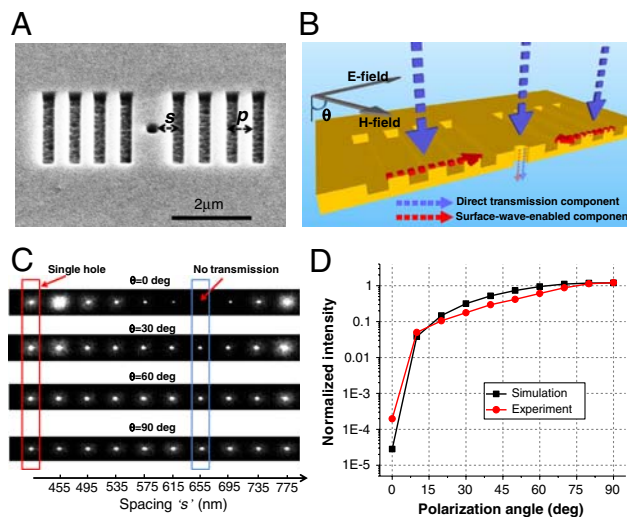 A
s
p
2μm
B
E-field
H-field
θ
Direct transmission component
Surface-wave-enabled component
C
Single hole
No transmission
θ=0 deg
θ=30 deg
θ=60 deg
θ=90 deg
455 495 535 575 615 655 695 735 775
Spacing 's' (nm)
D
Normalized intensity
1
0.1
0.01
1E-3
1E-4
1E-5
Simulation
Experiment
0 15 30 45 60 75 90
Polarization angle (deg)